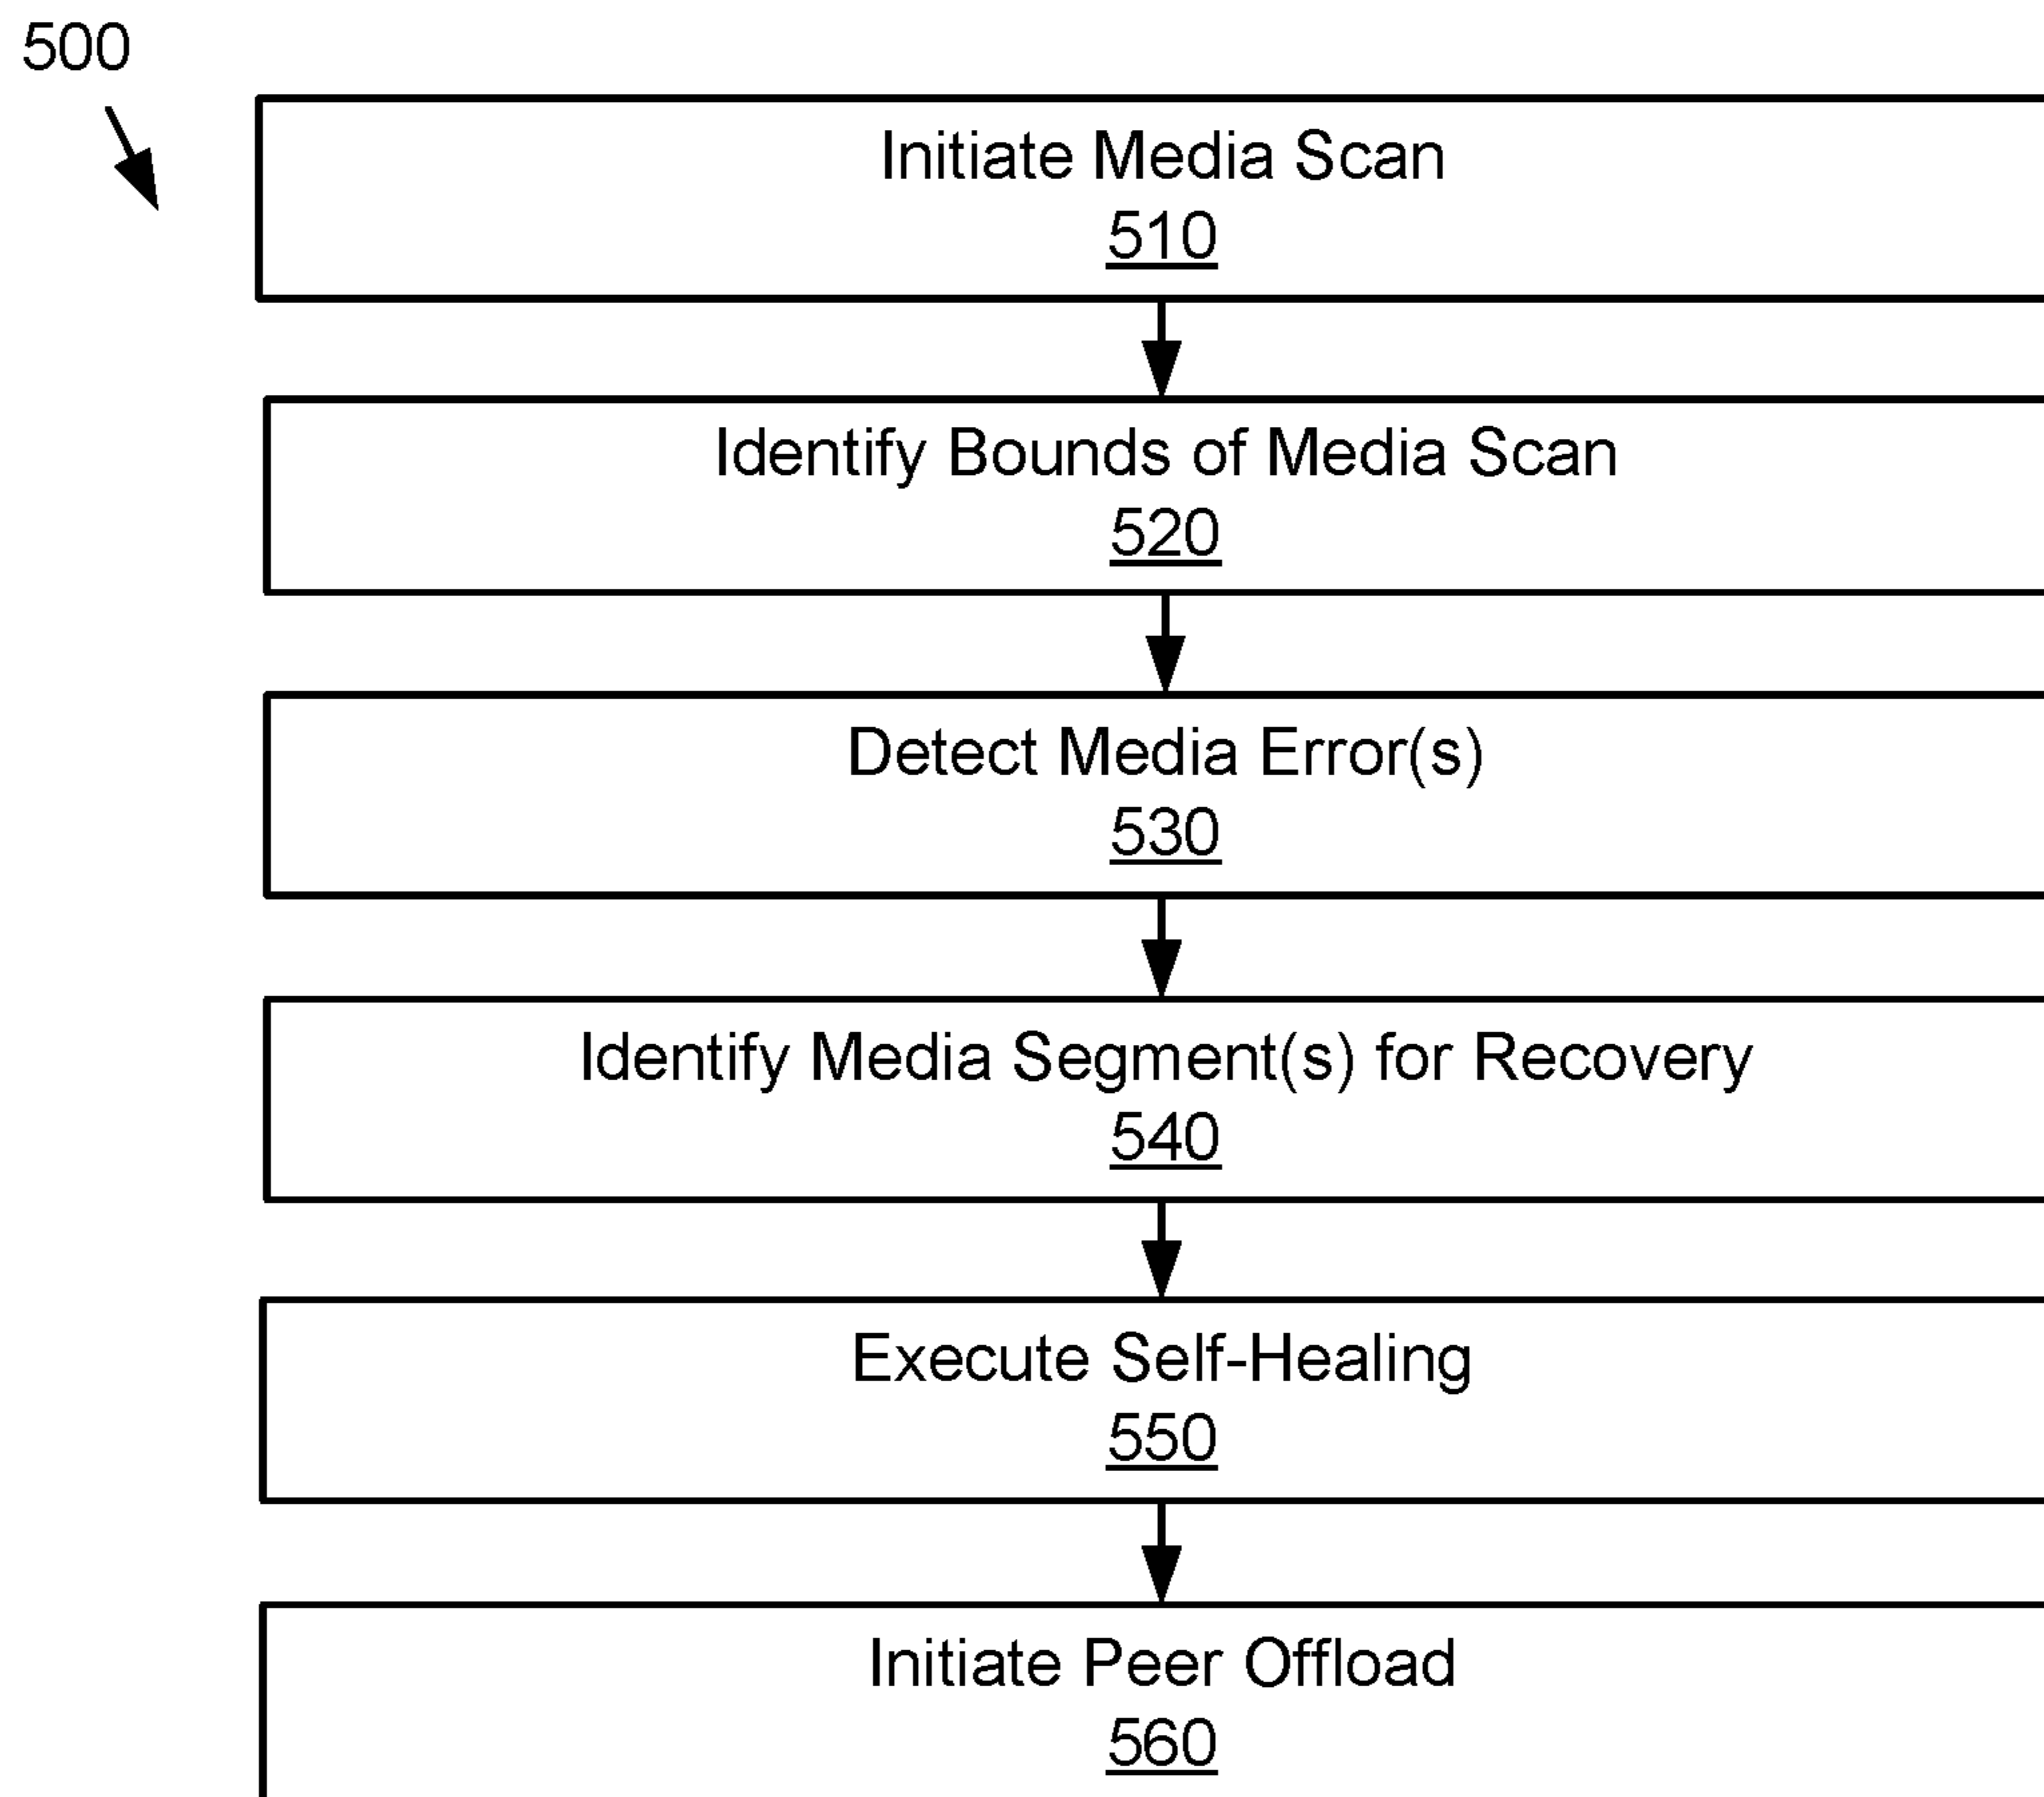 500
Initiate Media Scan
510
Identify Bounds of Media Scan
520
Detect Media Error(s)
530
Identify Media Segment(s) for Recovery
540
Execute Self-Healing
550
Initiate Peer Offload
560